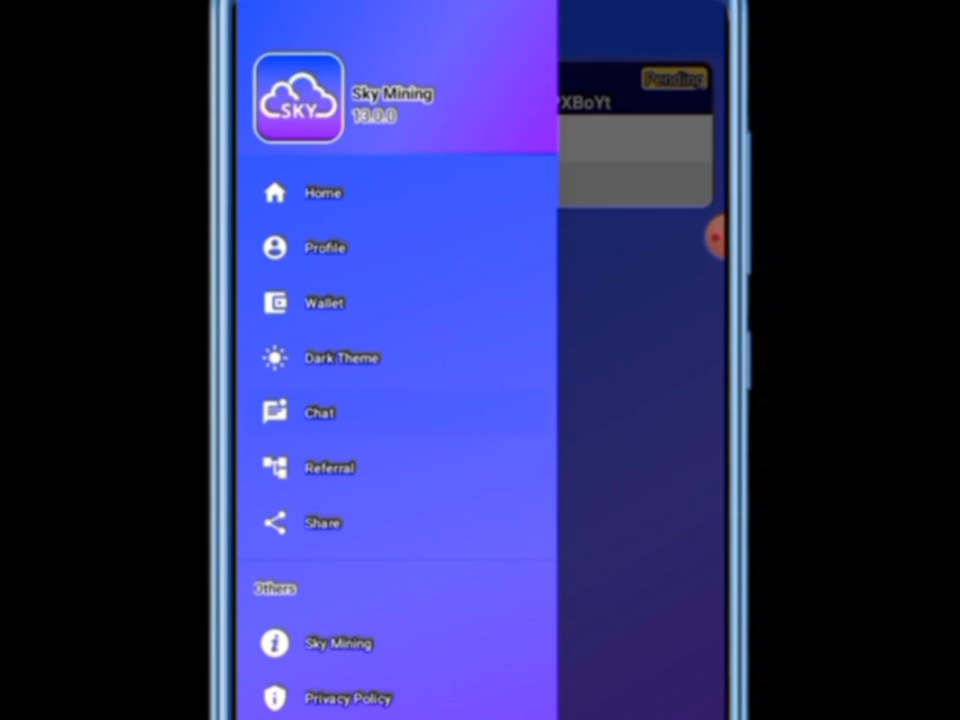 SKY
Sky Mining
13.0.0
Pending
XBoYt
Home
Profile
Wallet
Dark Theme
Chat
Referral
Share
Others
Sky Mining
Privacy Policy